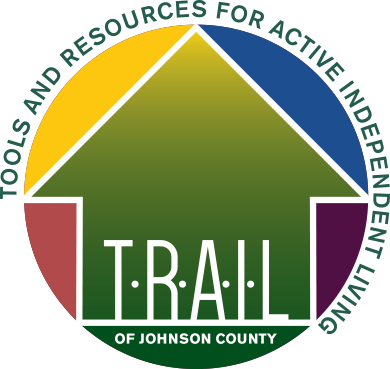 TOOLS AND RESOURCES FOR ACTIVE INDEPENDENT LIVING
T·R·A·I·L
OF JOHNSON COUNTY